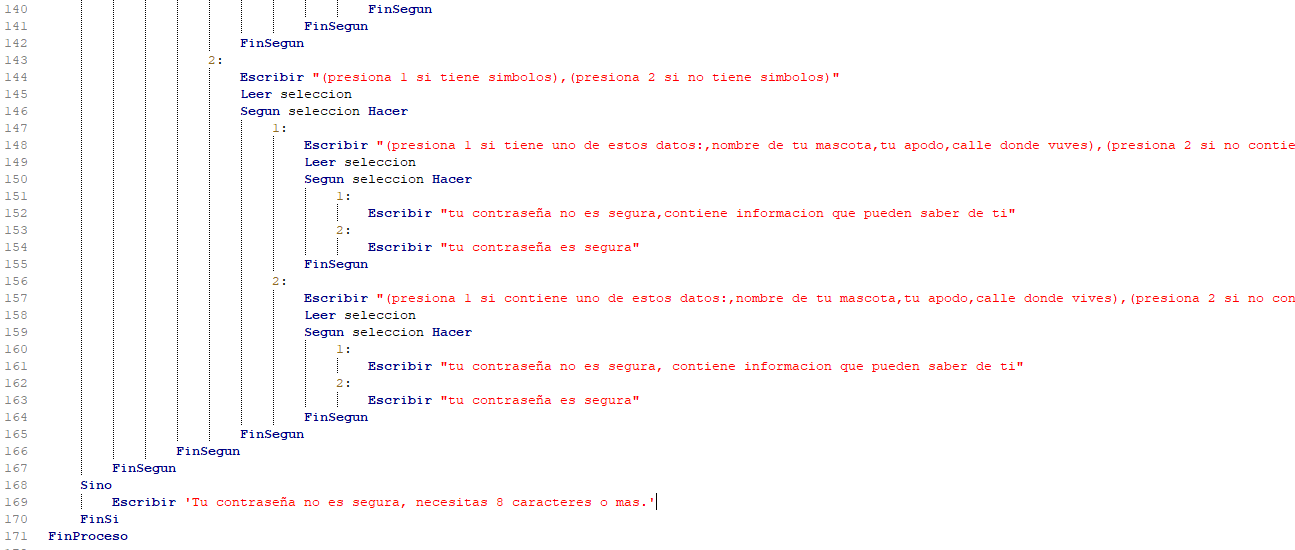 140 FinSegun
141 FinSegun
142 FinSegun
143 2:
144 Escribir "(presiona 1 si tiene simbolos),(presiona 2 si no tiene simbolos)"
145 Leer seleccion
146 Segun seleccion Hacer
147 1:
148 Escribir "(presiona 1 si tiene uno de estos datos:,nombre de tu mascota,tu apodo,calle donde vuves),(presiona 2 si no contie
149 Leer seleccion
150 Segun seleccion Hacer
151 1:
152 Escribir "tu contraseña no es segura,contiene informacion que pueden saber de ti"
153 2:
154 Escribir "tu contraseña es segura"
155 FinSegun
156 2:
157 Escribir "(presiona 1 si contiene uno de estos datos:,nombre de tu mascota,tu apodo,calle donde vives),(presiona 2 si no con
158 Leer seleccion
159 Segun seleccion Hacer
160 1:
161 Escribir "tu contraseña no es segura, contiene informacion que pueden saber de ti"
162 2:
163 Escribir "tu contraseña es segura"
164 FinSegun
165 FinSegun
166 FinSegun
167 FinSegun
168 Sino
169 Escribir 'Tu contraseña no es segura, necesitas 8 caracteres o mas.'
170 FinSi
171 FinProceso